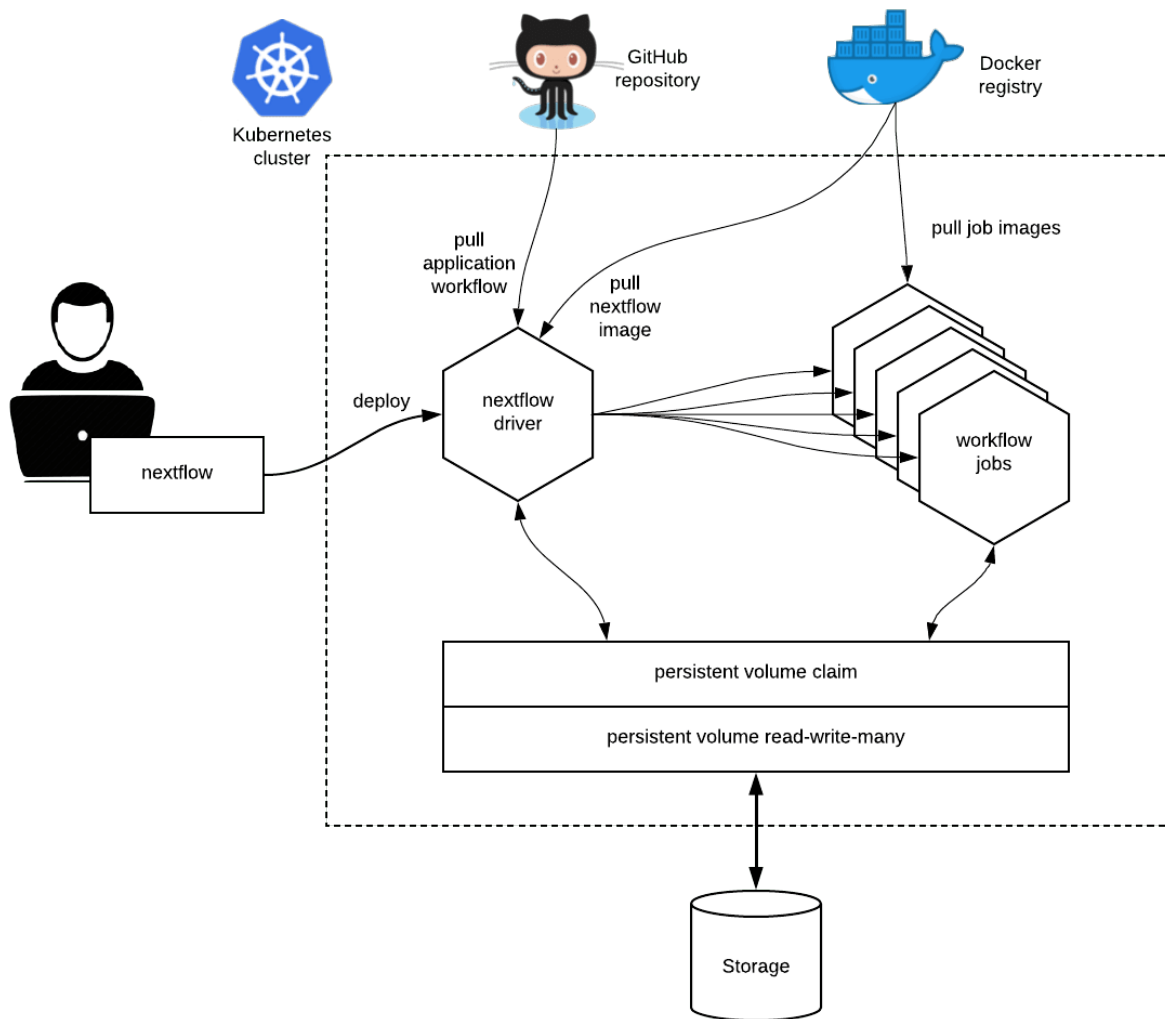 GitHub
repository
Docker
registry
Kubernetes
cluster
pull
application
workflow
pull
nextflow
image
pull job images
deploy
nextflow
nextflow
driver
workflow
jobs
persistent volume claim
persistent volume read-write-many
Storage